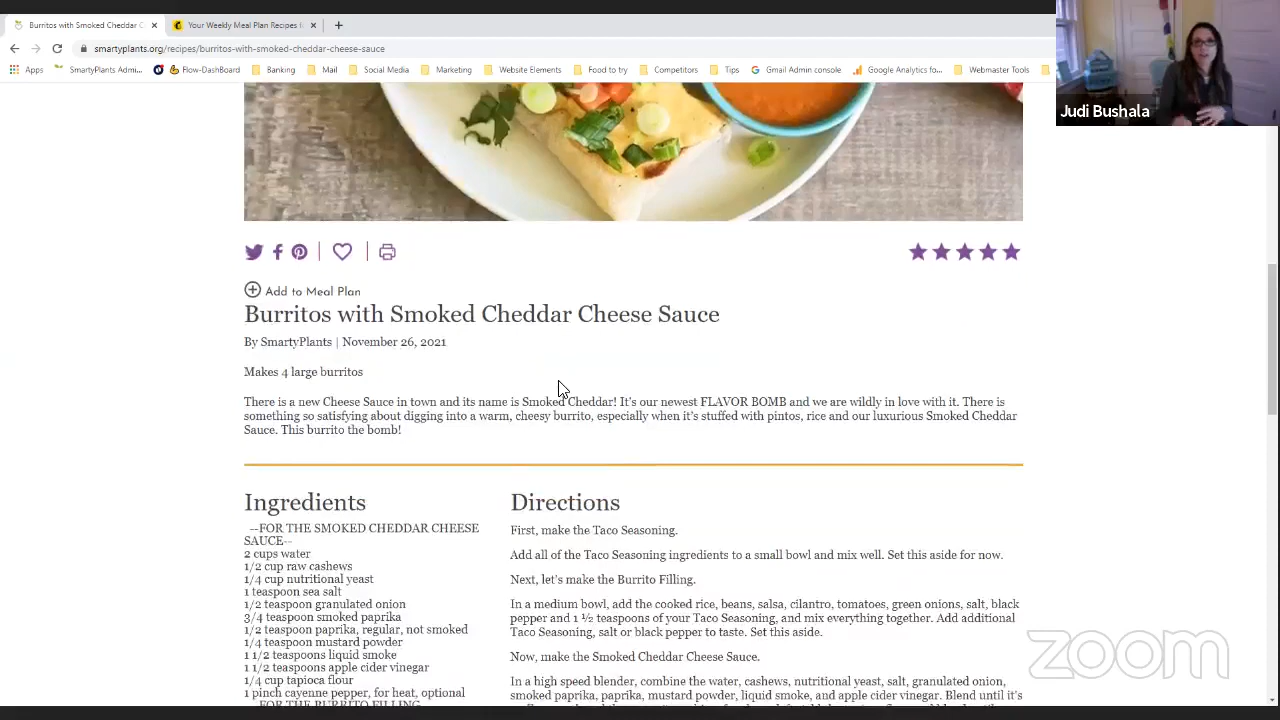 Burritos with Smoked Cheddar C
Your Weekly Meal Plan Recipes f
smartyplants.org/recipes/burritos-with-smoked-cheddar-cheese-sauce
Apps SmartyPlants Admi... Flow-DashBoard Banking Mail Social Media Marketing Website Elements Food to try Competitors Tips Gmail Admin console Google Analytics fo... Webmaster Tools
Judi Bushala
Add to Meal Plan
Burritos with Smoked Cheddar Cheese Sauce
By SmartyPlants | November 26, 2021
Makes 4 large burritos
There is a new Cheese Sauce in town and its name is Smoked Cheddar! It's our newest FLAVOR BOMB and we are wildly in love with it. There is
something so satisfying about digging into a warm, cheesy burrito, especially when it's stuffed with pintos, rice and our luxurious Smoked Cheddar
Sauce. This burrito the bomb!
Ingredients
--FOR THE SMOKED CHEDDAR CHEESE
SAUCE--
2 cups water
1/2 cup raw cashews
1/4 cup nutritional yeast
1 teaspoon sea salt
1/2 teaspoon granulated onion
3/4 teaspoon smoked paprika
1/2 teaspoon paprika, regular, not smoked
1/4 teaspoon mustard powder
1 1/2 teaspoons liquid smoke
1 1/2 teaspoons apple cider vinegar
1/4 cup tapioca flour
1 pinch cayenne pepper, for heat, optional
FOR THE BURRITO FILLING
Directions
First, make the Taco Seasoning.
Add all of the Taco Seasoning ingredients to a small bowl and mix well. Set this aside for now.
Next, let's make the Burrito Filling.
In a medium bowl, add the cooked rice, beans, salsa, cilantro, tomatoes, green onions, salt, black
pepper and 1 ½ teaspoons of your Taco Seasoning, and mix everything together. Add additional
Taco Seasoning, salt or black pepper to taste. Set this aside.
Now, make the Smoked Cheddar Cheese Sauce.
In a high speed blender, combine the water, cashews, nutritional yeast, salt, granulated onion,
smoked paprika, paprika, mustard powder, liquid smoke, and apple cider vinegar. Blend until it's
zoom